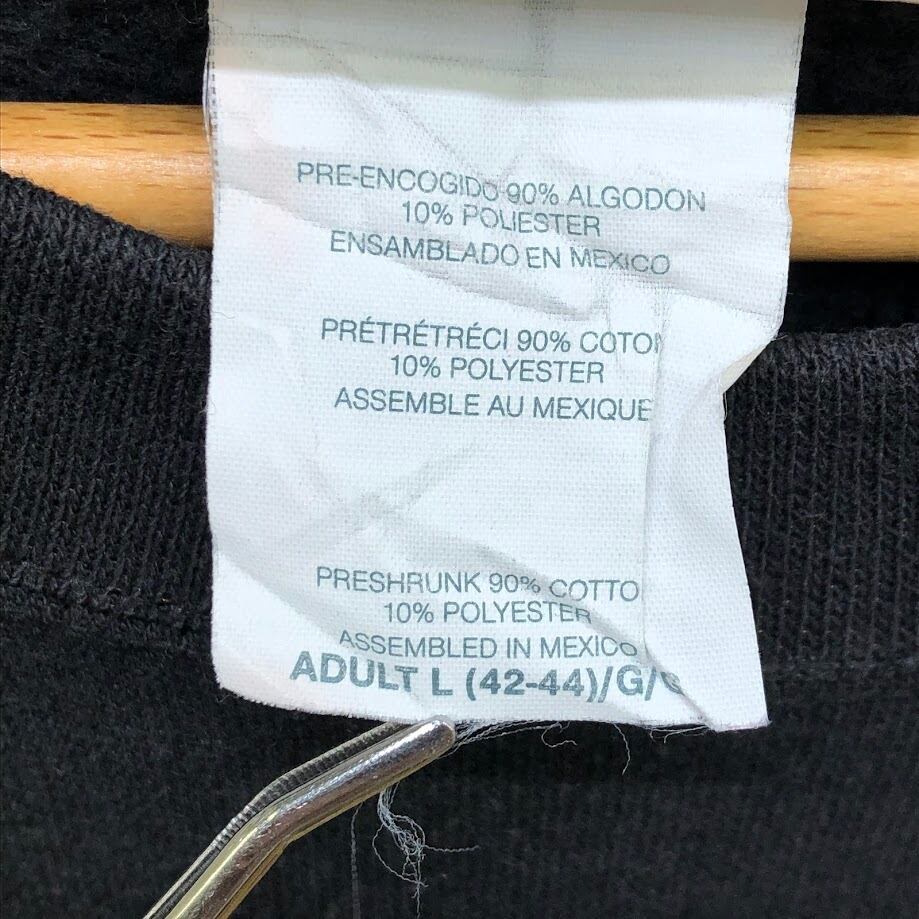 PRE-ENCOGIDO 90% ALGODON
10% POLIESTER
ENSAMBLADO EN MEXICO
PRÉTRÉTRÉCI 90% COTON
10% POLYESTER
ASSEMBLE AU MEXIQUE
PRESHRUNK 90% COTTO
10% POLYESTER
ASSEMBLED IN MEXICO
ADULT L (42-44)/G/G